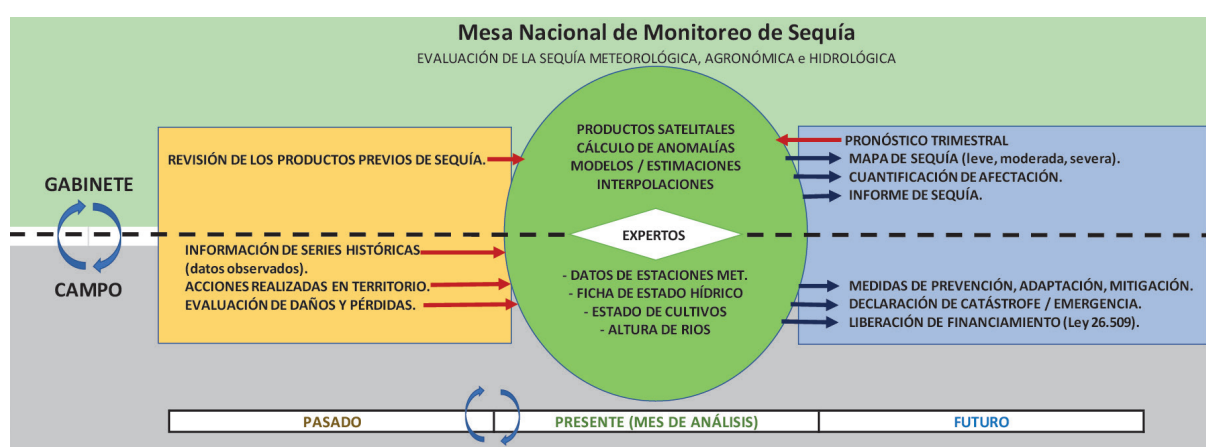 Mesa Nacional de Monitoreo de Sequía
EVALUACIÓN DE LA SEQUÍA METEOROLÓGICA, AGRONÓMICA e HIDROLÓGICA
GABINETE
CAMPO
REVISIÓN DE LOS PRODUCTOS PREVIOS DE SEQUÍA.
INFORMACIÓN DE SERIES HISTÓRICAS
(datos observados).
ACCIONES REALIZADAS EN TERRITORIO.
EVALUACIÓN DE DAÑOS Y PÉRDIDAS.
PRODUCTOS SATELITALES
CÁLCULO DE ANOMALÍAS
MODELOS / ESTIMACIONES
INTERPOLACIONES
EXPERTOS
- DATOS DE ESTACIONES MET.
- FICHA DE ESTADO HÍDRICO
- ESTADO DE CULTIVOS
- ALTURA DE RIOS
PRONÓSTICO TRIMESTRAL
MAPA DE SEQUÍA (leve, moderada, severa).
CUANTIFICACIÓN DE AFECTACIÓN.
INFORME DE SEQUÍA.
MEDIDAS DE PREVENCIÓN, ADAPTACIÓN, MITIGACIÓN.
DECLARACIÓN DE CATÁSTROFE / EMERGENCIA.
LIBERACIÓN DE FINANCIAMIENTO (Ley 26.509).
PASADO
PRESENTE (MES DE ANÁLISIS)
FUTURO